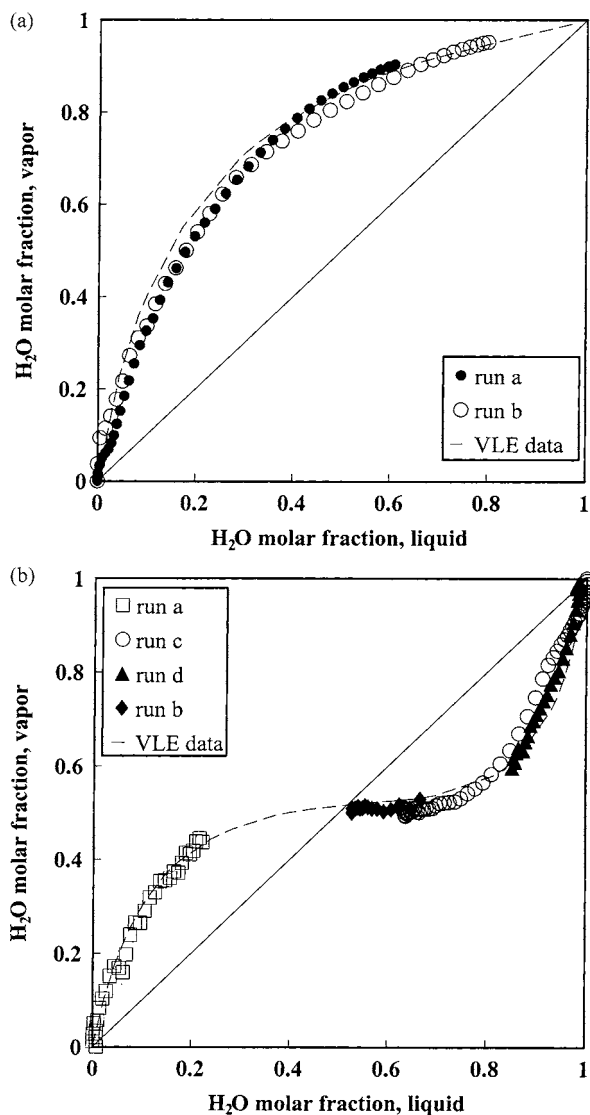 (a)
1
0.8
0.6
0.4
0.2
0
H₂O molar fraction, vapor
run a
run b
VLE data
0
0.2
0.4
0.6
0.8
1
H₂O molar fraction, liquid
(b)
1
0.8
0.6
0.4
0.2
0
H₂O molar fraction, vapor
run a
run c
run d
run b
VLE data
0
0.2
0.4
0.6
0.8
1
H₂O molar fraction, liquid